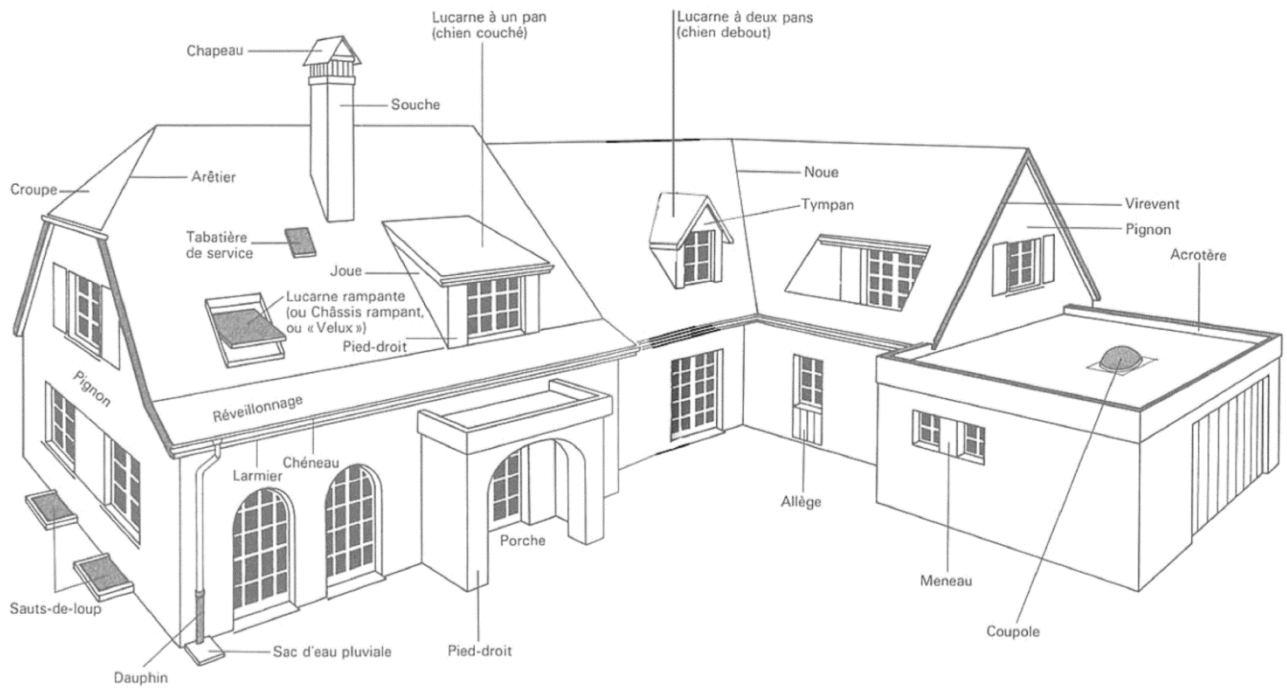 Lucarne à un pan
(chien couché)
Lucarne à deux pans
(chien debout)
Chapeau
Souche
Croupe
Arêtier
Noue
Tympan
Virevent
Pignon
Acrotère
Tabatière
de service
Joue
Lucarne rampante
(ou Châssis rampant,
ou « Velux »)
Pied-droit
Pignon
Réveillonnage
Larmier
Chéneau
Allège
Porche
Meneau
Sauts-de-loup
Coupole
Sac d'eau pluviale
Pied-droit
Dauphin